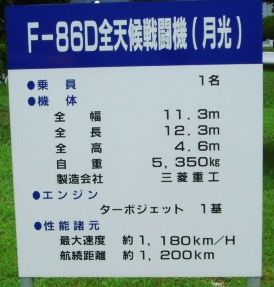 F-86D全天候戦闘機(月光)
●乗員 1名
●機体
全幅 11.3m
全長 12.3m
全高 4.6m
自重 5,350kg
製造会社 三菱重工
●エンジン
ターボジェット 1基
●性能諸元
最大速度 約1,180km/H
航続距離 約1,200km